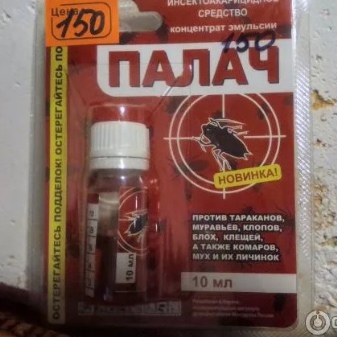 Цена
150
ИНСЕКТОАКАРИЦИДНОЕ
СРЕДСТВО
концентрат эмульсии
150
ПАЛАЧ
НОВИНКА!
ПРОТИВ ТАРАКАНОВ,
МУРАВЬЁВ, КЛОПОВ,
БЛОХ, КЛЕЩЕЙ,
А ТАКЖЕ КОМАРОВ,
МУХ И ИХ ЛИЧИНОК
10 мл
10 мл
ОСТЕРЕГАЙТЕСЬ ПОДДЕЛОК! ОСТЕРЕГАЙТЕСЬ ПО